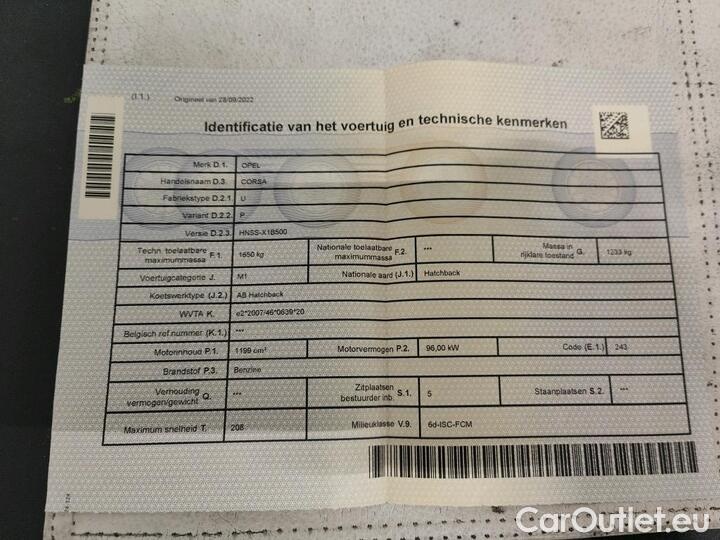 (I.1.) Origineel van 28/09/2022
Identificatie van het voertuig en technische kenmerken
Merk D.1. OPEL
Handelsnaam D.3. CORSA
Fabriekstype D.2.1 U
Variant D.2.2. P
Versie D.2.3. HNSS-X1B500
Techn. toelaatbare maximummassa F.1. 1650 kg Nationale toelaatbare maximummassa F.2. *** Massa in rijklare toestand G. 1233 kg
Voertuigcategorie J. M1 Nationale aard (J.1.) Hatchback
Koetswerktype (J.2.) AB Hatchback
WVTA K. e2*2007/46*0639*20
Belgisch ref.nummer (K.1.) ***
Motorinhoud P.1. 1199 cm³ Motorvermogen P.2. 96,00 kW Code (E.1.) 243
Brandstof P.3. Benzine
Verhouding vermogen/gewicht Q. *** Zitplaatsen bestuurder inb. S.1. 5 Staanplaatsen S.2. ***
Maximum snelheid T. 208 Milieuklasse V.9. 6d-ISC-FCM
CarOutlet.eu